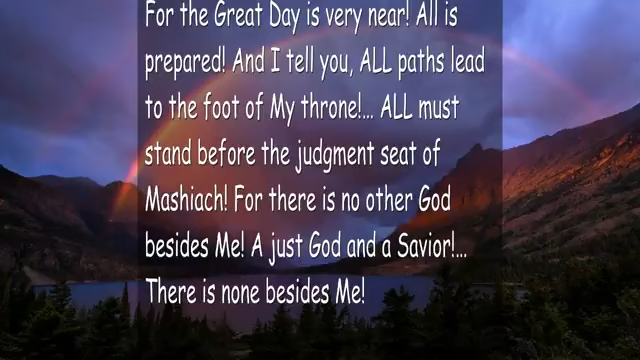 For the Great Day is very near! All is
prepared! And I tell you, ALL paths lead
to the foot of My throne!... ALL must
stand before the judgment seat of
Mashiach! For there is no other God
besides Me! A just God and a Savior!...
There is none besides Me!